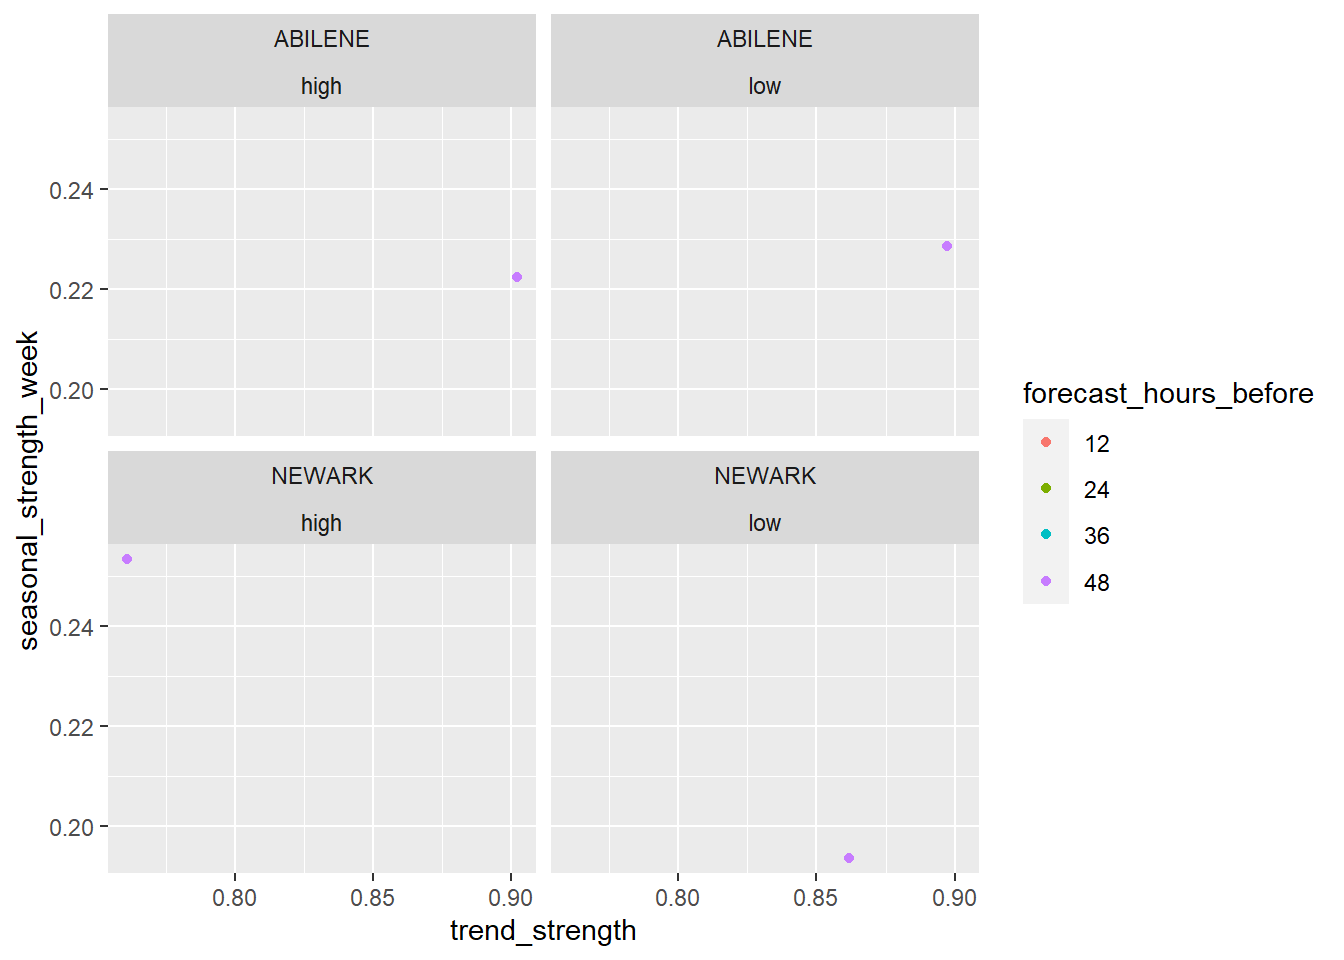 ABILENE
high
ABILENE
low
0.24
0.22
0.20
NEWARK
high
NEWARK
low
0.24
0.22
0.20
0.80 0.85 0.90
0.80 0.85 0.90
trend_strength
seasonal_strength_week
forecast_hours_before
12
24
36
48